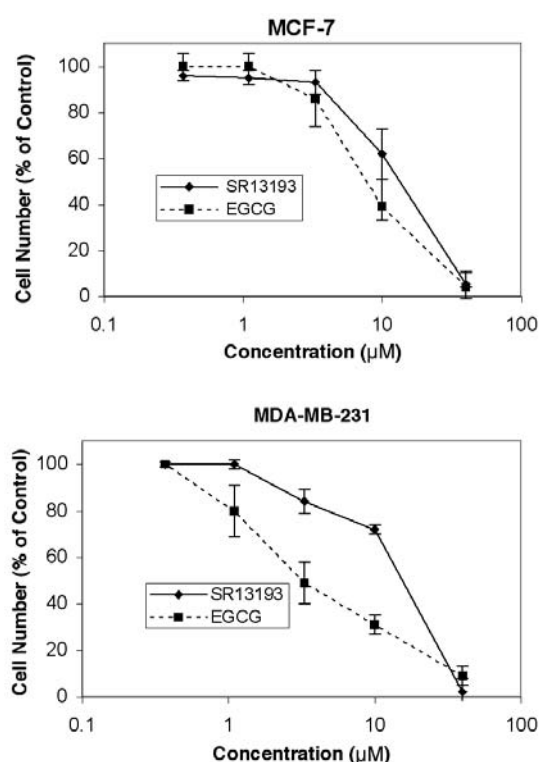 MCF-7
Cell Number (% of Control)
100
80
60
40
20
0
SR13193
EGCG
0.1
1
10
100
Concentration (µM)
MDA-MB-231
Cell Number (% of Control)
100
80
60
40
20
0
SR13193
EGCG
0.1
1
10
100
Concentration (µM)